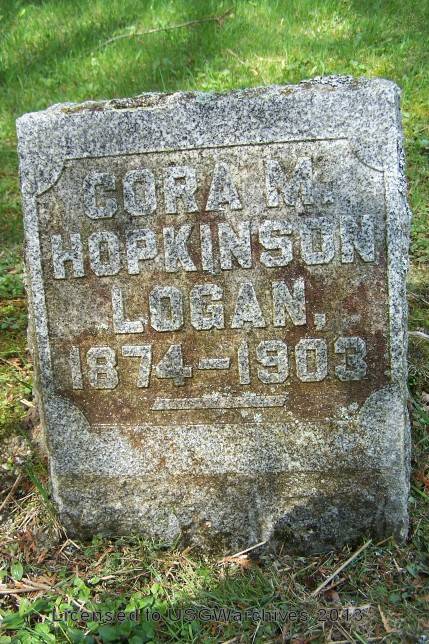 CORA M.
HOPKINSON
LOGAN,
1874-1903
Licensed to USGWarchives, 2013